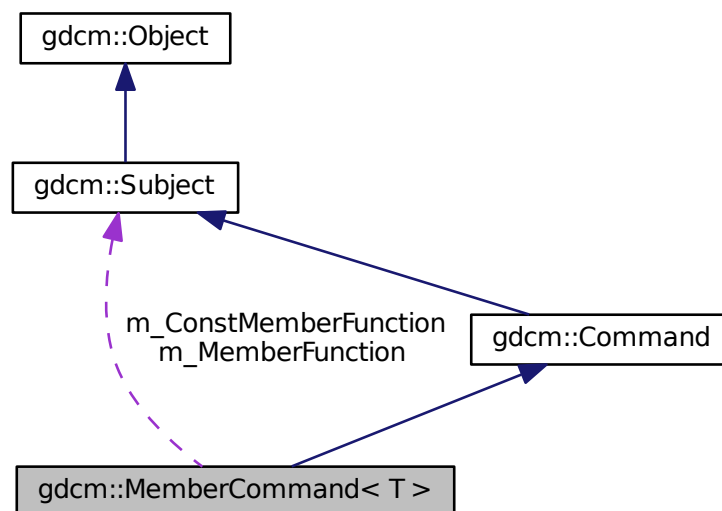 gdcm::Object
gdcm::Subject
m_ConstMemberFunction
m_MemberFunction
gdcm::Command
gdcm::MemberCommand< T >